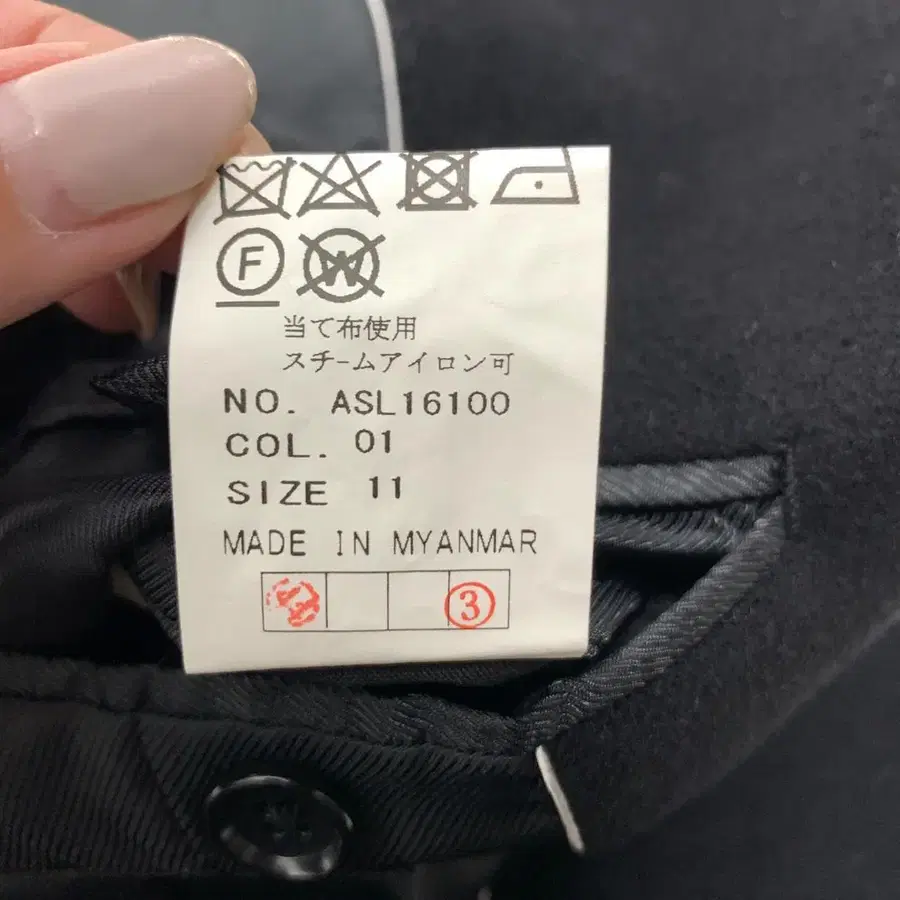 F W
当て布使用
スチームアイロン可
NO. ASL16100
COL. 01
SIZE 11
MADE IN MYANMAR
③